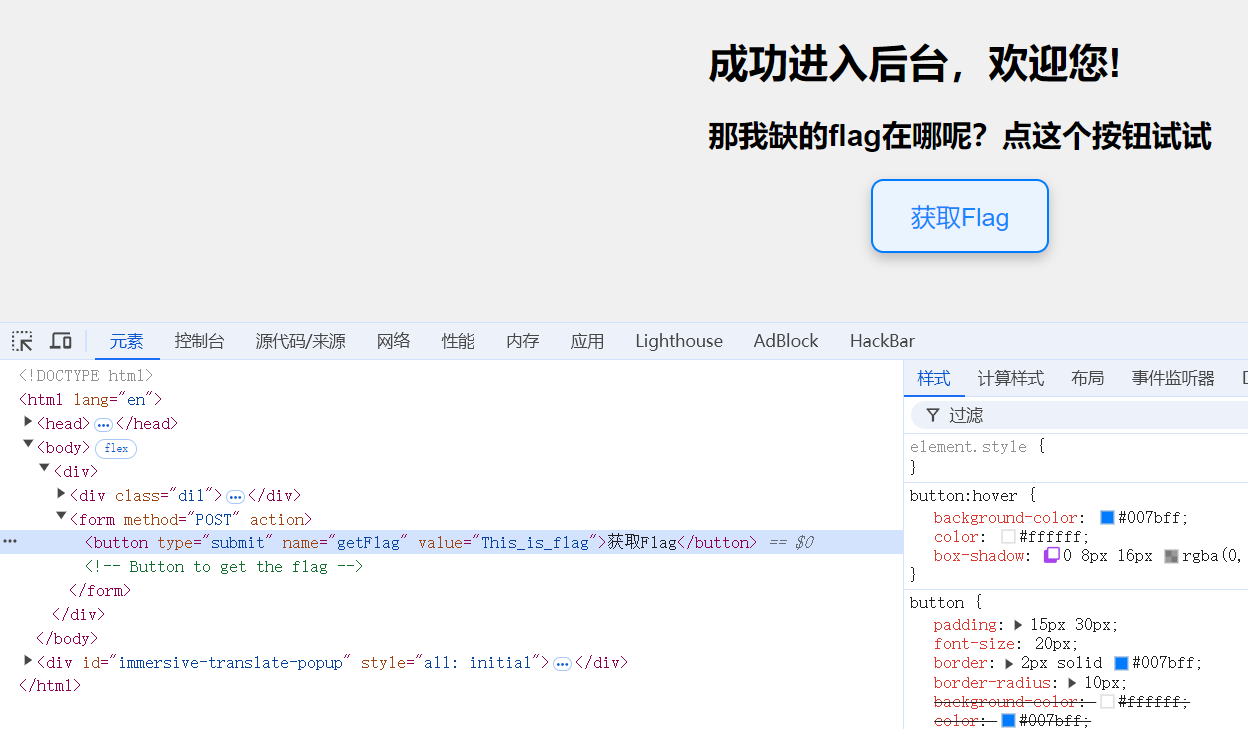 成功进入后台，欢迎您!
那我缺的flag在哪呢？点这个按钮试试
获取Flag
元素 控制台 源代码/来源 网络 性能 内存 应用 Lighthouse AdBlock HackBar
<!DOCTYPE html>
<html lang="en">
<head> ••• </head>
<body> flex
<div>
<div class="di1"> ••• </div>
<form method="POST" action>
••• <button type="submit" name="getFlag" value="This_is_flag">获取Flag</button> == $0
<!-- Button to get the flag -->
</form>
</div>
</body>
<div id="immersive-translate-popup" style="all: initial"> ••• </div>
</html>
样式 计算样式 布局 事件监听器
过滤
element.style {
}
button:hover {
background-color: #007bff;
color: #ffffff;
box-shadow: 0 8px 16px rgba(0,
}
button {
padding: 15px 30px;
font-size: 20px;
border: 2px solid #007bff;
border-radius: 10px;
background-color: #ffffff;
color: #007bff;